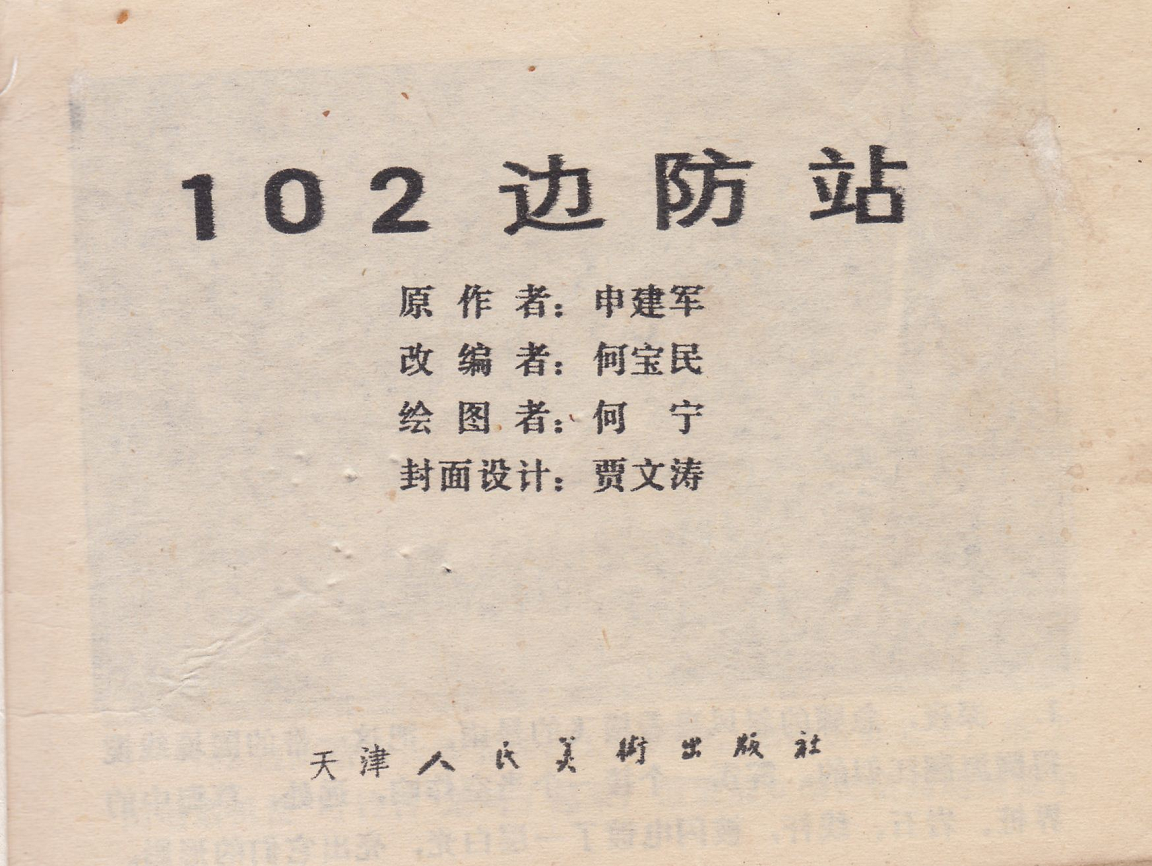 102 边防站
原作者：申建军
改编者：何宝民
绘图者：何 宁
封面设计：贾文涛
天津人民美術出版社